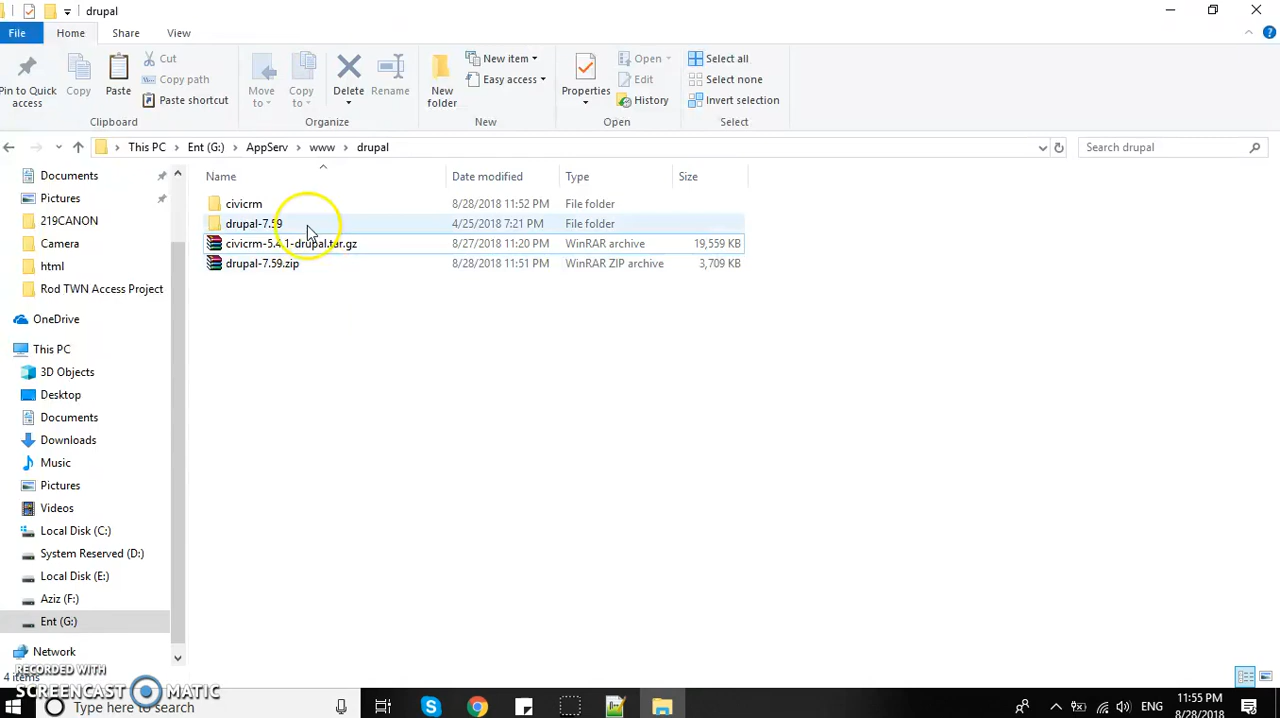 drupal
File
Home
Share
View
Pin to Quick access
Copy
Paste
Cut
Copy path
Paste shortcut
Clipboard
Move to
Copy to
Delete
Rename
Organize
New folder
New item
Easy access
New
Properties
Open
Edit
History
Open
Select all
Select none
Invert selection
Select
This PC
Ent (G:)
AppServ
www
drupal
Search drupal
Documents
Pictures
219CANON
Camera
html
Rod TWN Access Project
OneDrive
This PC
3D Objects
Desktop
Documents
Downloads
Music
Pictures
Videos
Local Disk (C:)
System Reserved (D:)
Local Disk (E:)
Aziz (F:)
Ent (G:)
Network
Name Date modified Type Size
civicrm 8/28/2018 11:52 PM File folder
drupal-7.59 4/25/2018 7:21 PM File folder
civicrm-5.4.1-drupal.tar.gz 8/27/2018 11:20 PM WinRAR archive 19,559 KB
drupal-7.59.zip 8/28/2018 11:51 PM WinRAR ZIP archive 3,709 KB
4 items
RECORDED WITH
SCREENCAST MATIC
Type here to search
ENG
11:55 PM
8/28/2018